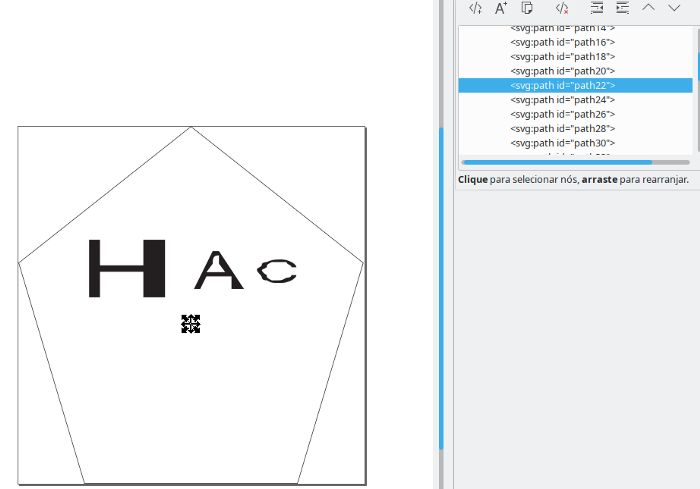 <svg:path id="path14">
<svg:path id="path16">
<svg:path id="path18">
<svg:path id="path20">
<svg:path id="path22">
<svg:path id="path24">
<svg:path id="path26">
<svg:path id="path28">
<svg:path id="path30">
Clique para selecionar nós, arraste para rearranjar.
H A C